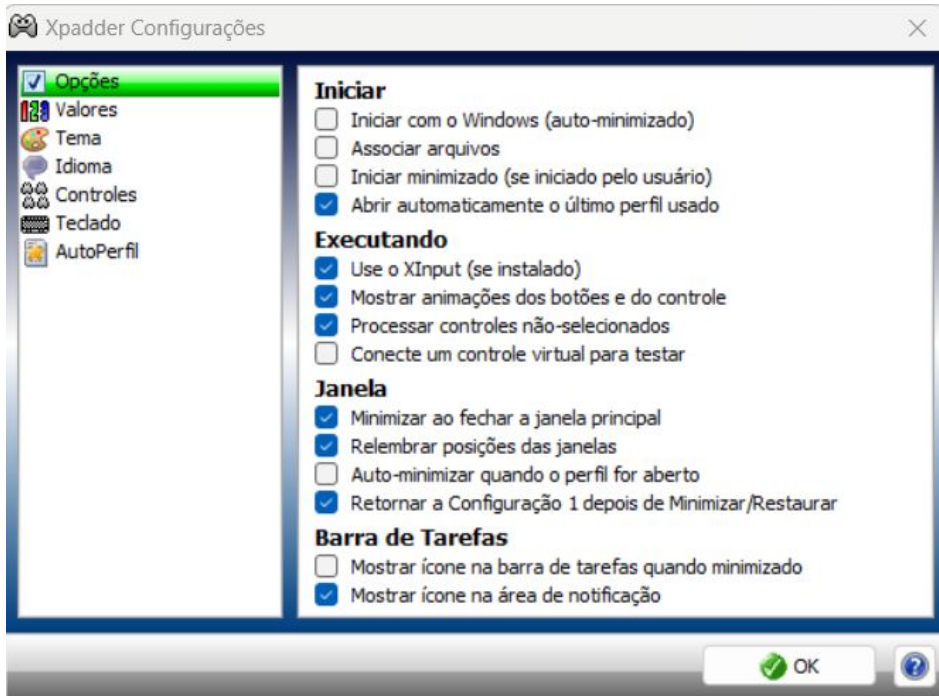 Xpadder Configurações
Opções
Valores
Tema
Idioma
Controles
Teclado
AutoPerfil
Iniciar
Iniciar com o Windows (auto-minimizado)
Associar arquivos
Iniciar minimizado (se iniciado pelo usuário)
Abrir automaticamente o último perfil usado
Executando
Use o XInput (se instalado)
Mostrar animações dos botões e do controle
Processar controles não-selecionados
Conecte um controle virtual para testar
Janela
Minimizar ao fechar a janela principal
Relembrar posições das janelas
Auto-minimizar quando o perfil for aberto
Retornar a Configuração 1 depois de Minimizar/Restaurar
Barra de Tarefas
Mostrar ícone na barra de tarefas quando minimizado
Mostrar ícone na área de notificação
OK